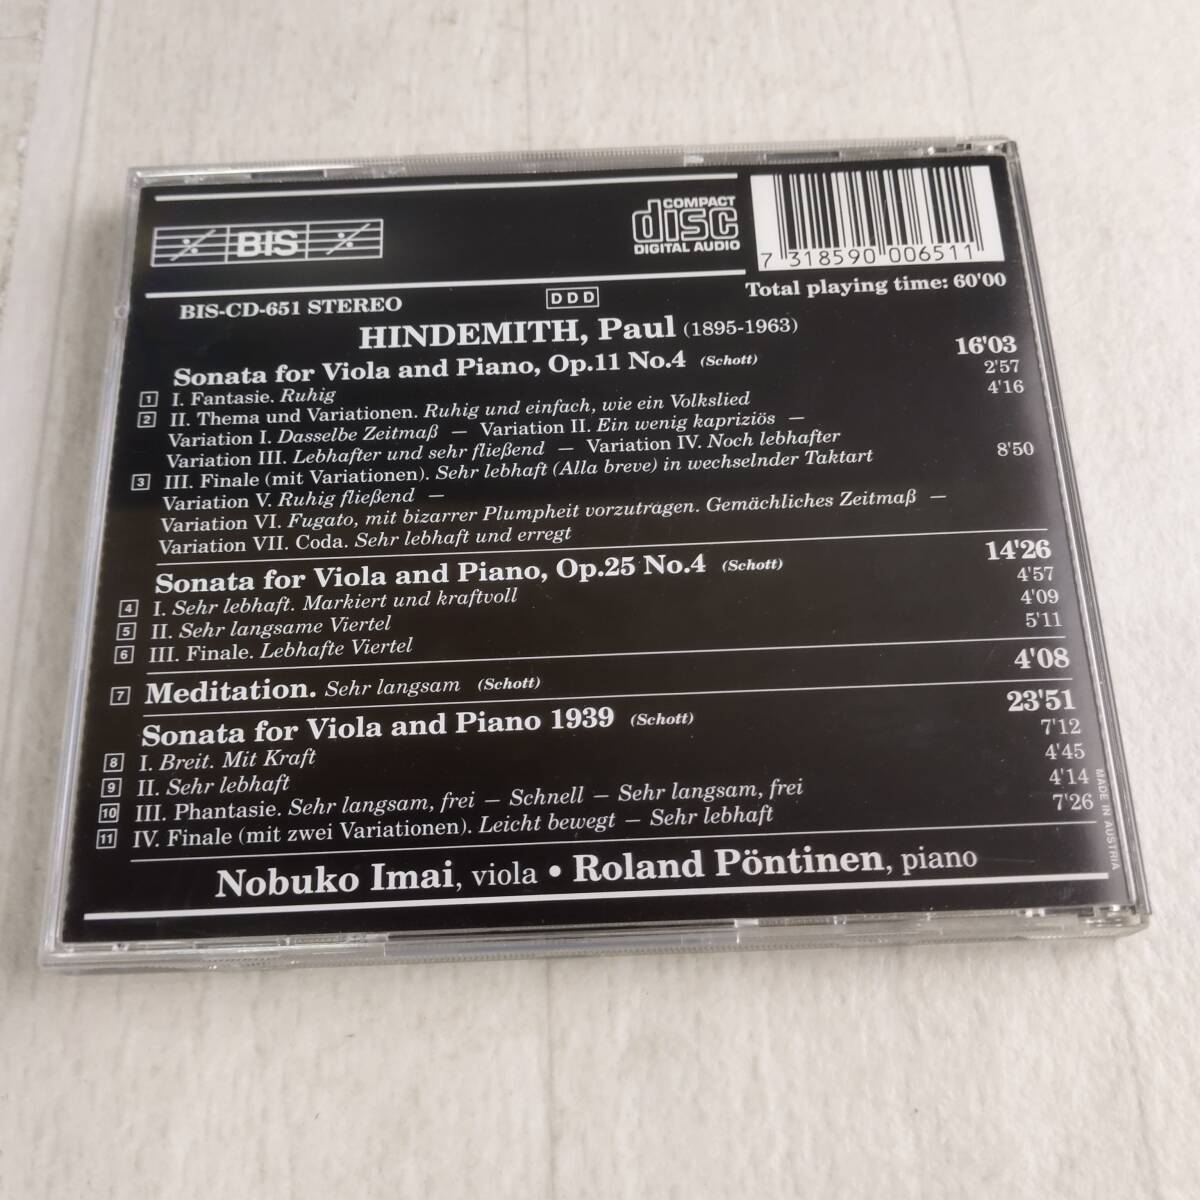 BIS
COMPACT
disc
DIGITAL AUDIO
7 318590 006511
BIS-CD-651 STEREO
D D D
Total playing time: 60'00
HINDEMITH, Paul (1895-1963)
Sonata for Viola and Piano, Op.11 No.4 (Schott) 16'03
1 I. Fantasie. Ruhig 2'57
2 II. Thema und Variationen. Ruhig und einfach, wie ein Volkslied 4'16
Variation I. Dasselbe Zeitmaß – Variation II. Ein wenig kapriziös –
Variation III. Lebhafter und sehr fließend – Variation IV. Noch lebhafter
3 III. Finale (mit Variationen). Sehr lebhaft (Alla breve) in wechselnder Taktart 8'50
Variation V. Ruhig fließend –
Variation VI. Fugato, mit bizarrer Plumpheit vorzutragen. Gemächliches Zeitmaß –
Variation VII. Coda. Sehr lebhaft und erregt
Sonata for Viola and Piano, Op.25 No.4 (Schott) 14'26
4 I. Sehr lebhaft. Markiert und kraftvoll 4'57
5 II. Sehr langsame Viertel 4'09
6 III. Finale. Lebhafte Viertel 5'11
7 Meditation. Sehr langsam (Schott) 4'08
Sonata for Viola and Piano 1939 (Schott) 23'51
8 I. Breit. Mit Kraft 7'12
9 II. Sehr lebhaft 4'45
10 III. Phantasie. Sehr langsam, frei – Schnell – Sehr langsam, frei 4'14
11 IV. Finale (mit zwei Variationen). Leicht bewegt – Sehr lebhaft 7'26
Nobuko Imai, viola • Roland Pöntinen, piano
MADE IN AUSTRIA